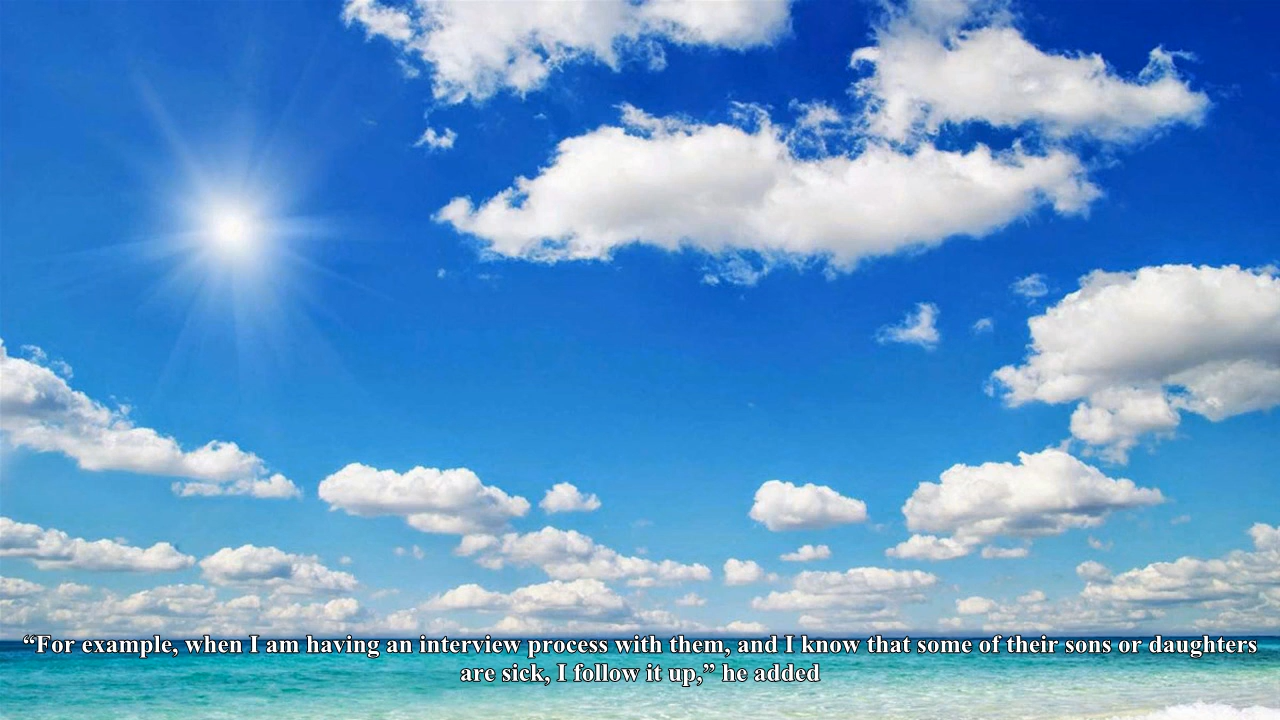 “For example, when I am having an interview process with them, and I know that some of their sons or daughters
are sick, I follow it up,” he added